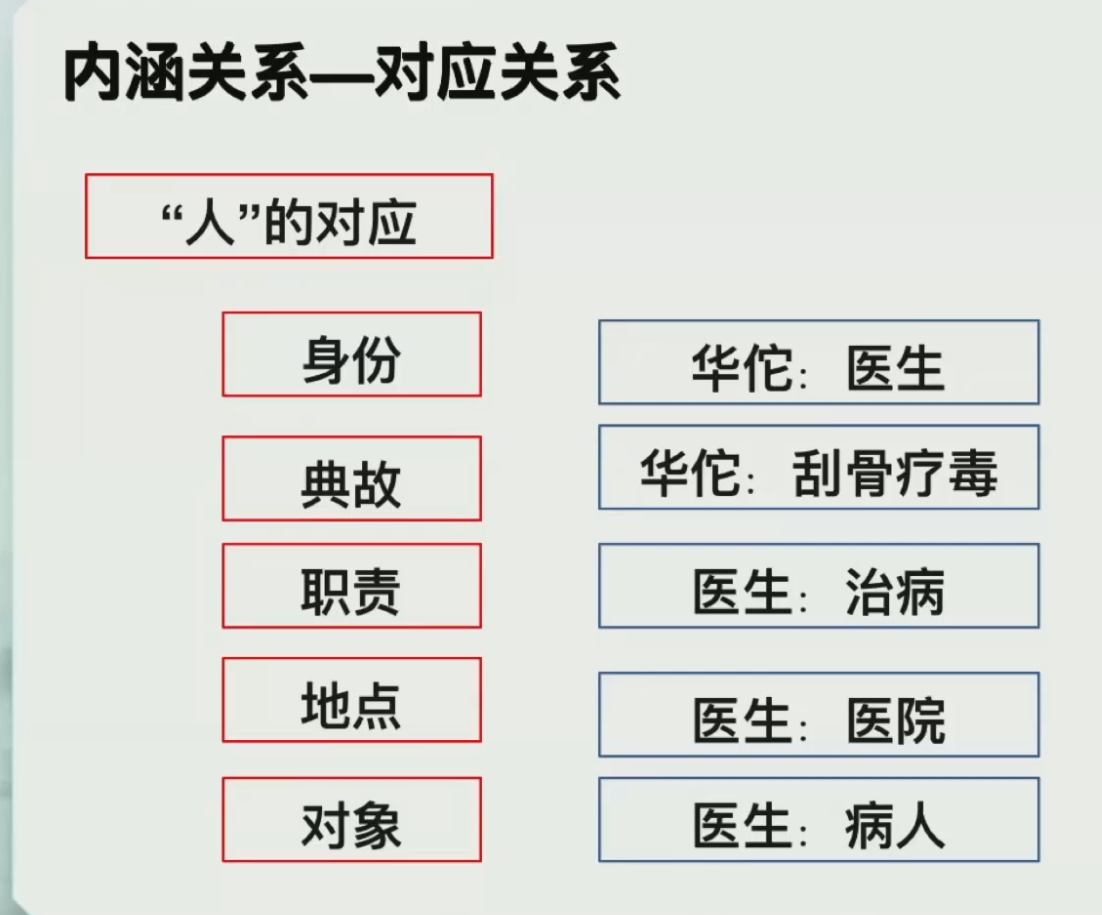 内涵关系—对应关系
“人”的对应
身份
华佗：医生
典故
华佗：刮骨疗毒
职责
医生：治病
地点
医生：医院
对象
医生：病人